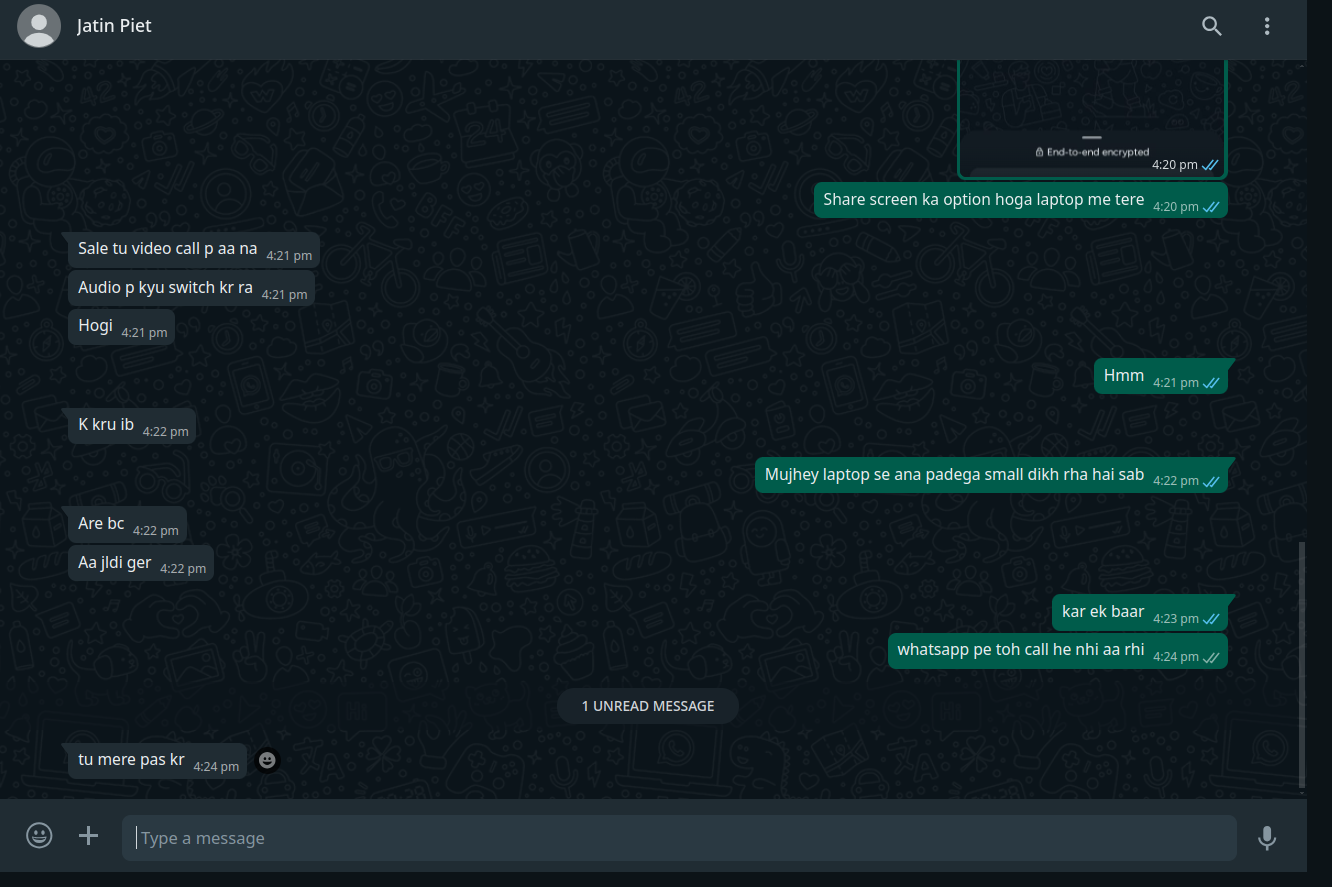 Jatin Piet
End-to-end encrypted
4:20 pm
Share screen ka option hoga laptop me tere 4:20 pm
Sale tu video call p aa na 4:21 pm
Audio p kyu switch kr ra 4:21 pm
Hogi 4:21 pm
Hmm 4:21 pm
K kru ib 4:22 pm
Mujhey laptop se ana padega small dikh rha hai sab 4:22 pm
Are bc 4:22 pm
Aa jldi ger 4:22 pm
kar ek baar 4:23 pm
whatsapp pe toh call he nhi aa rhi 4:24 pm
1 UNREAD MESSAGE
tu mere pas kr 4:24 pm
Type a message